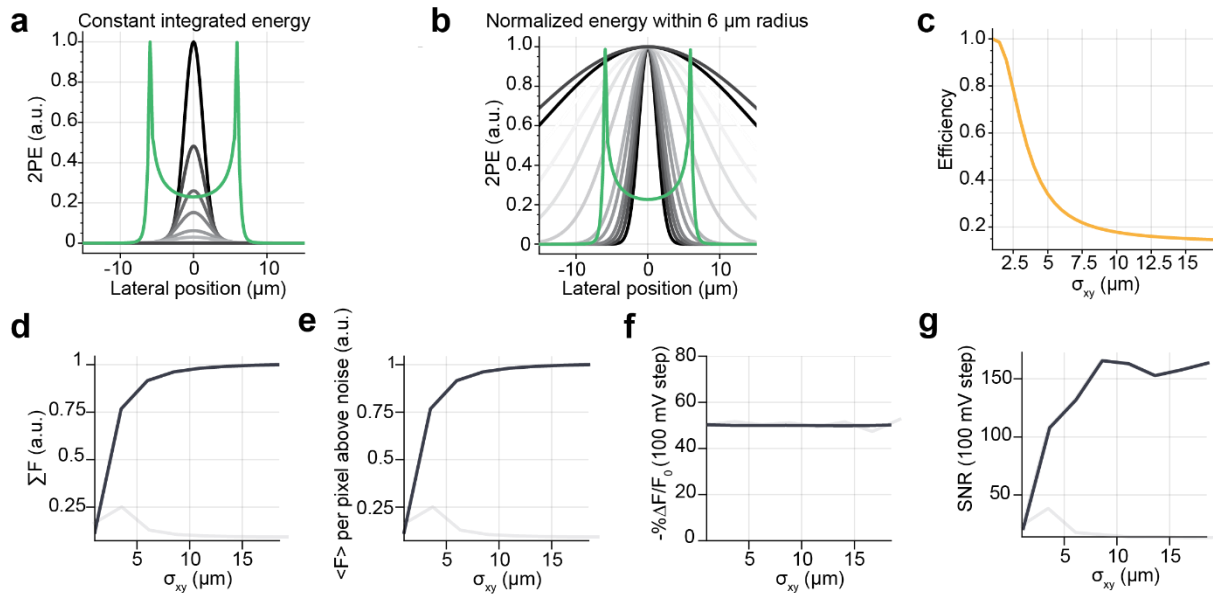 a
Constant integrated energy
2PE (a.u.)
1.0
0.8
0.6
0.4
0.2
0
-10
0
10
Lateral position (µm)
b
Normalized energy within 6 µm radius
2PE (a.u.)
1.0
0.8
0.6
0.4
0.2
0
-10
0
10
Lateral position (µm)
c
Efficiency
1.0
0.8
0.6
0.4
0.2
2.5
5
7.5
10
12.5
15
σxy (µm)
d
ΣF (a.u.)
1
0.75
0.5
0.25
5
10
15
σxy (µm)
e
<F> per pixel above noise (a.u.)
1
0.75
0.5
0.25
5
10
15
σxy (µm)
f
-%ΔF/F0 (100 mV step)
80
60
40
20
0
5
10
15
σxy (µm)
g
SNR (100 mV step)
150
100
50
5
10
15
σxy (µm)